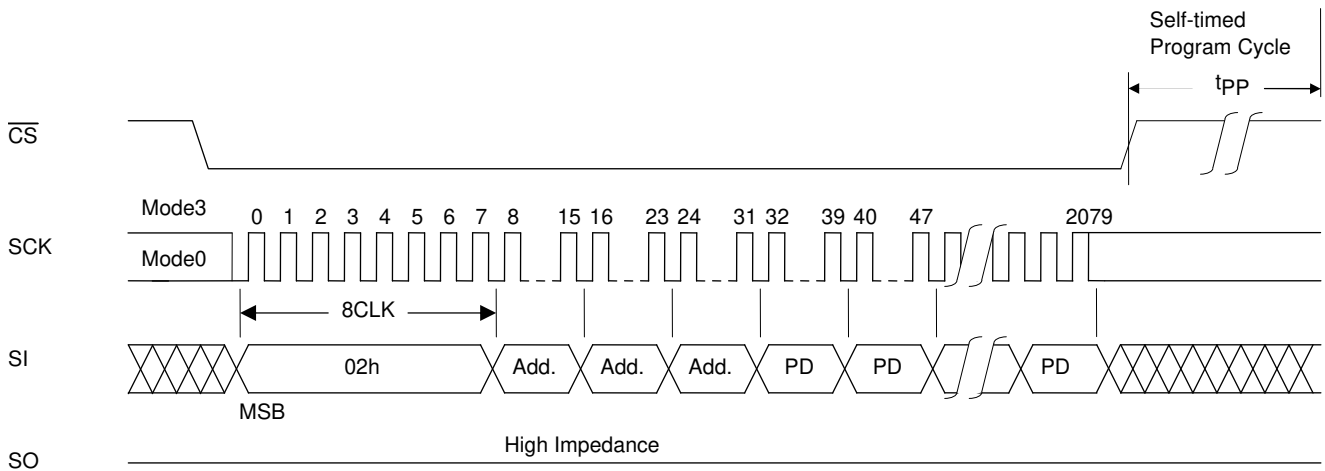 Self-timed
Program Cycle
tPP
CS
Mode3
0 1 2 3 4 5 6 7 8 15 16 23 24 31 32 39 40 47 2079
SCK
Mode0
8CLK
SI
02h Add. Add. Add. PD PD PD
MSB
High Impedance
SO